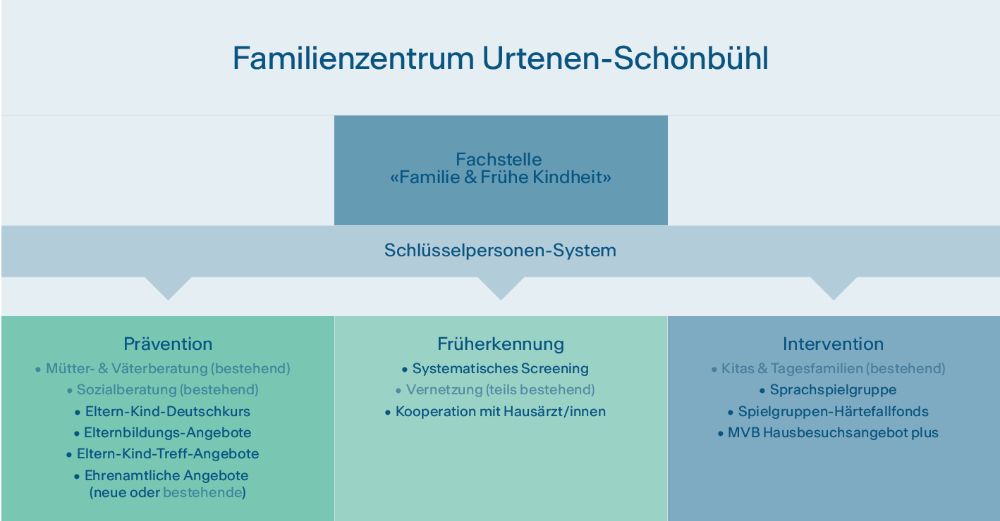 Familienzentrum Urtenen-Schönbühl
Fachstelle
«Familie & Frühe Kindheit»
Schlüsselpersonen-System
Prävention
• Mütter- & Väterberatung (bestehend)
• Sozialberatung (bestehend)
• Eltern-Kind-Deutschkurs
• Elternbildungs-Angebote
• Eltern-Kind-Treff-Angebote
• Ehrenamtliche Angebote
(neue oder bestehende)
Früherkennung
• Systematisches Screening
• Vernetzung (teils bestehend)
• Kooperation mit Hausärzt/innen
Intervention
• Kitas & Tagesfamilien (bestehend)
• Sprachspielgruppe
• Spielgruppen-Härtefallfonds
• MVB Hausbesuchsangebot plus